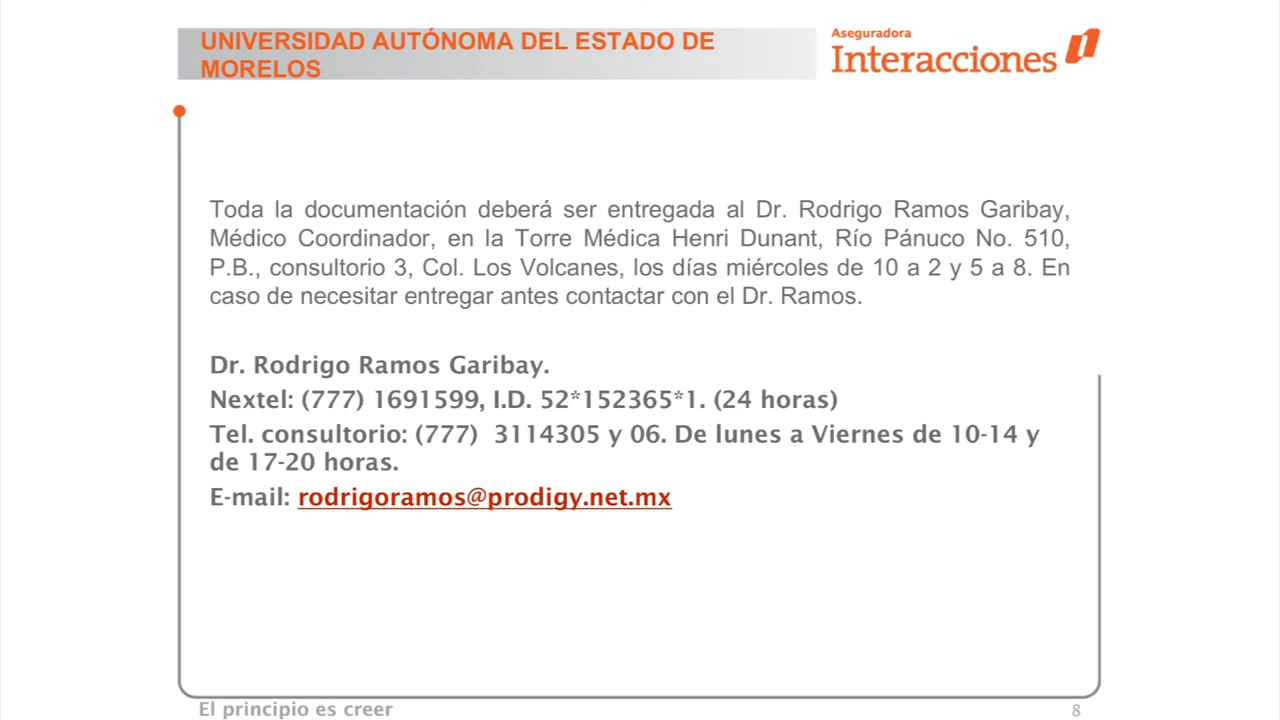 UNIVERSIDAD AUTÓNOMA DEL ESTADO DE
MORELOS
Aseguradora
Interacciones
Toda la documentación deberá ser entregada al Dr. Rodrigo Ramos Garibay,
Médico Coordinador, en la Torre Médica Henri Dunant, Río Pánuco No. 510,
P.B., consultorio 3, Col. Los Volcanes, los días miércoles de 10 a 2 y 5 a 8. En
caso de necesitar entregar antes contactar con el Dr. Ramos.
Dr. Rodrigo Ramos Garibay.
Nextel: (777) 1691599, I.D. 52*152365*1. (24 horas)
Tel. consultorio: (777)  3114305 y 06. De lunes a Viernes de 10-14 y
de 17-20 horas.
E-mail: rodrigoramos@prodigy.net.mx
El principio es creer
8